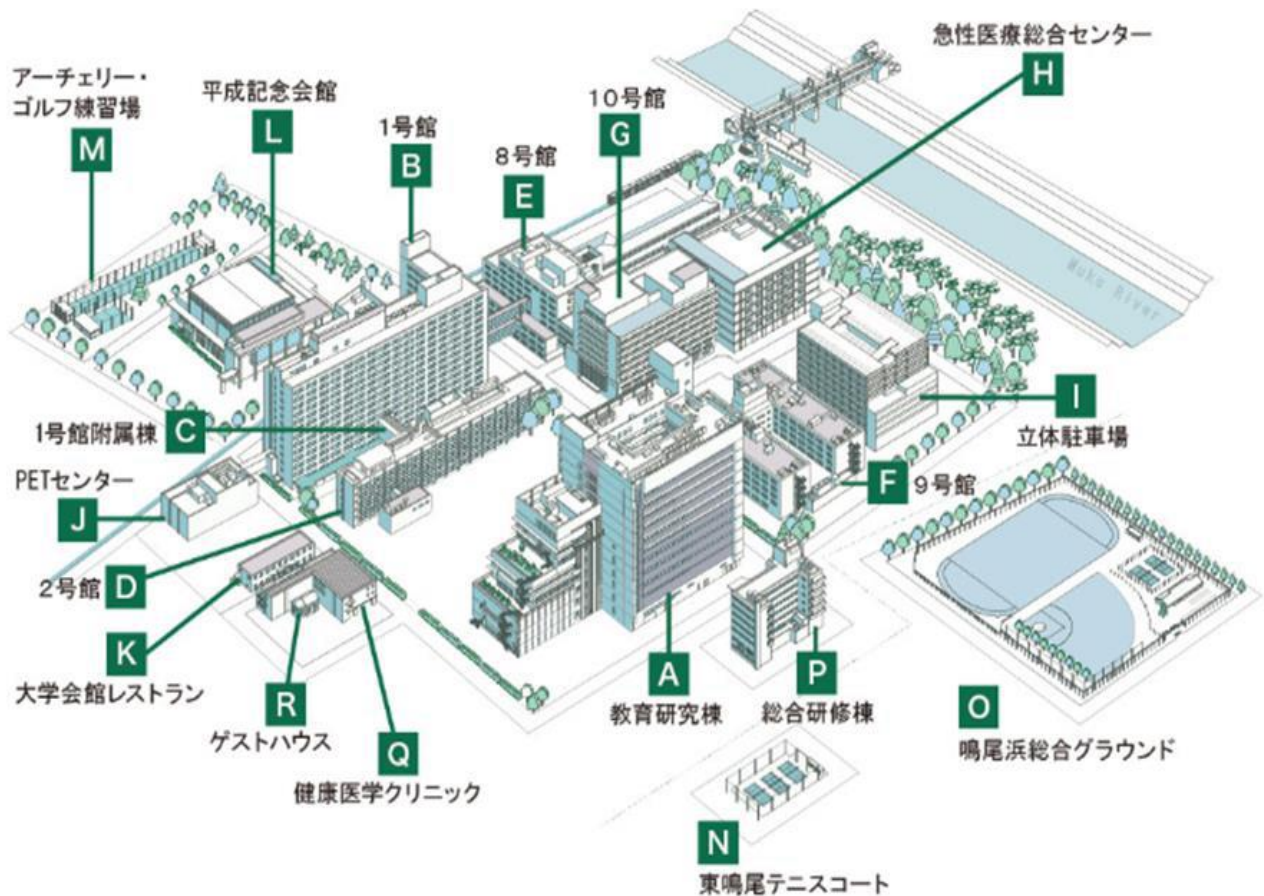 急性医療総合センター
H
アーチェリー・
ゴルフ練習場
M
平成記念会館
L
1号館
B
10号館
G
8号館
E
Muko River
1号館附属棟 C
I
立体駐車場
PETセンター
J
F 9号館
2号館 D
K
大学会館レストラン
R
ゲストハウス
Q
健康医学クリニック
A
教育研究棟
P
総合研修棟
O
鳴尾浜総合グラウンド
N
東鳴尾テニスコート